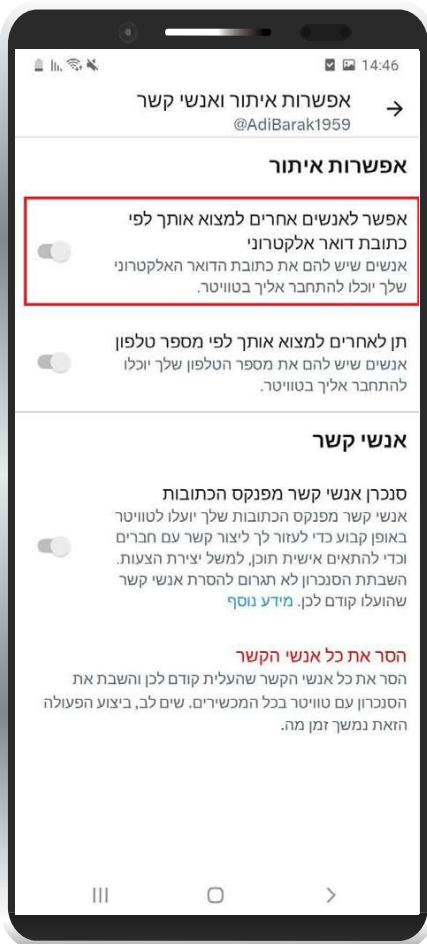 14:46
אפשרות איתור ואנשי קשר
@AdiBarak1959
אפשרות איתור
אפשר לאנשים אחרים למצוא אותך לפי
כתובת דואר אלקטרוני
אנשים שיש להם את כתובת הדואר האלקטרוני
שלך יוכלו להתחבר אליך בטוויטר.
תן לאחרים למצוא אותך לפי מספר טלפון
אנשים שיש להם את מספר הטלפון שלך יוכלו
להתחבר אליך בטוויטר.
אנשי קשר
סנכרן אנשי קשר מפנקס הכתובות
אנשי קשר מפנקס הכתובות שלך יועלו לטוויטר
באופן קבוע כדי לעזור לך ליצור קשר עם חברים
וכדי להתאים אישית תוכן, למשל יצירת הצעות.
השבתת הסנכרון לא תגרום להסרת אנשי קשר
שהועלו קודם לכן. מידע נוסף
הסר את כל אנשי הקשר
הסר את כל אנשי הקשר שהעלית קודם לכן והשבת את
הסנכרון עם טוויטר בכל המכשירים. שים לב, ביצוע הפעולה
הזאת נמשך זמן מה.